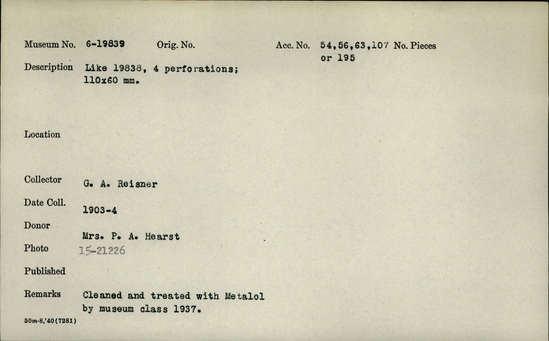 Museum No. 6-19839 Orig. No. Acc. No. 54,56,63,107 No. Pieces
or 195
Description Like 19838, 4 perforations;
110x60 mm.
Location
Collector G. A. Reisner
Date Coll. 1903-4
Donor Mrs. P. A. Hearst
Photo 15-21226
Published
Remarks Cleaned and treated with Metalol
by museum class 1937.
50m-8,'40(7251)